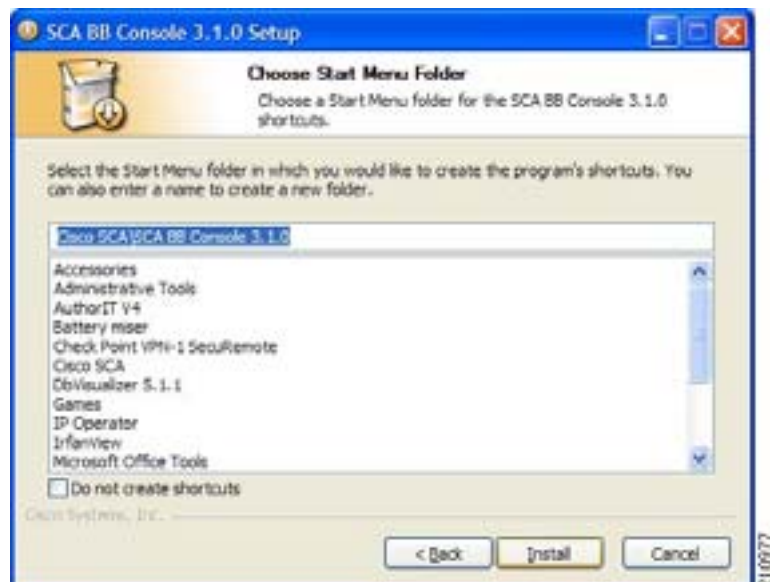 SCA BB Console 3.1.0 Setup
Choose Start Menu Folder
Choose a Start Menu folder for the SCA BB Console 3.1.0
shortcuts.
Select the Start Menu folder in which you would like to create the program's shortcuts. You
can also enter a name to create a new folder.
Cisco SCA\SCA BB Console 3.1.0
Accessories
Administrative Tools
AuthorIT V4
Battery miser
Check Point VPN-1 SecuRemote
Cisco SCA
DbVisualizer 5.1.1
Games
IP Operator
IrfanView
Microsoft Office Tools
Do not create shortcuts
Cisco Systems, Inc.
< Back
Install
Cancel